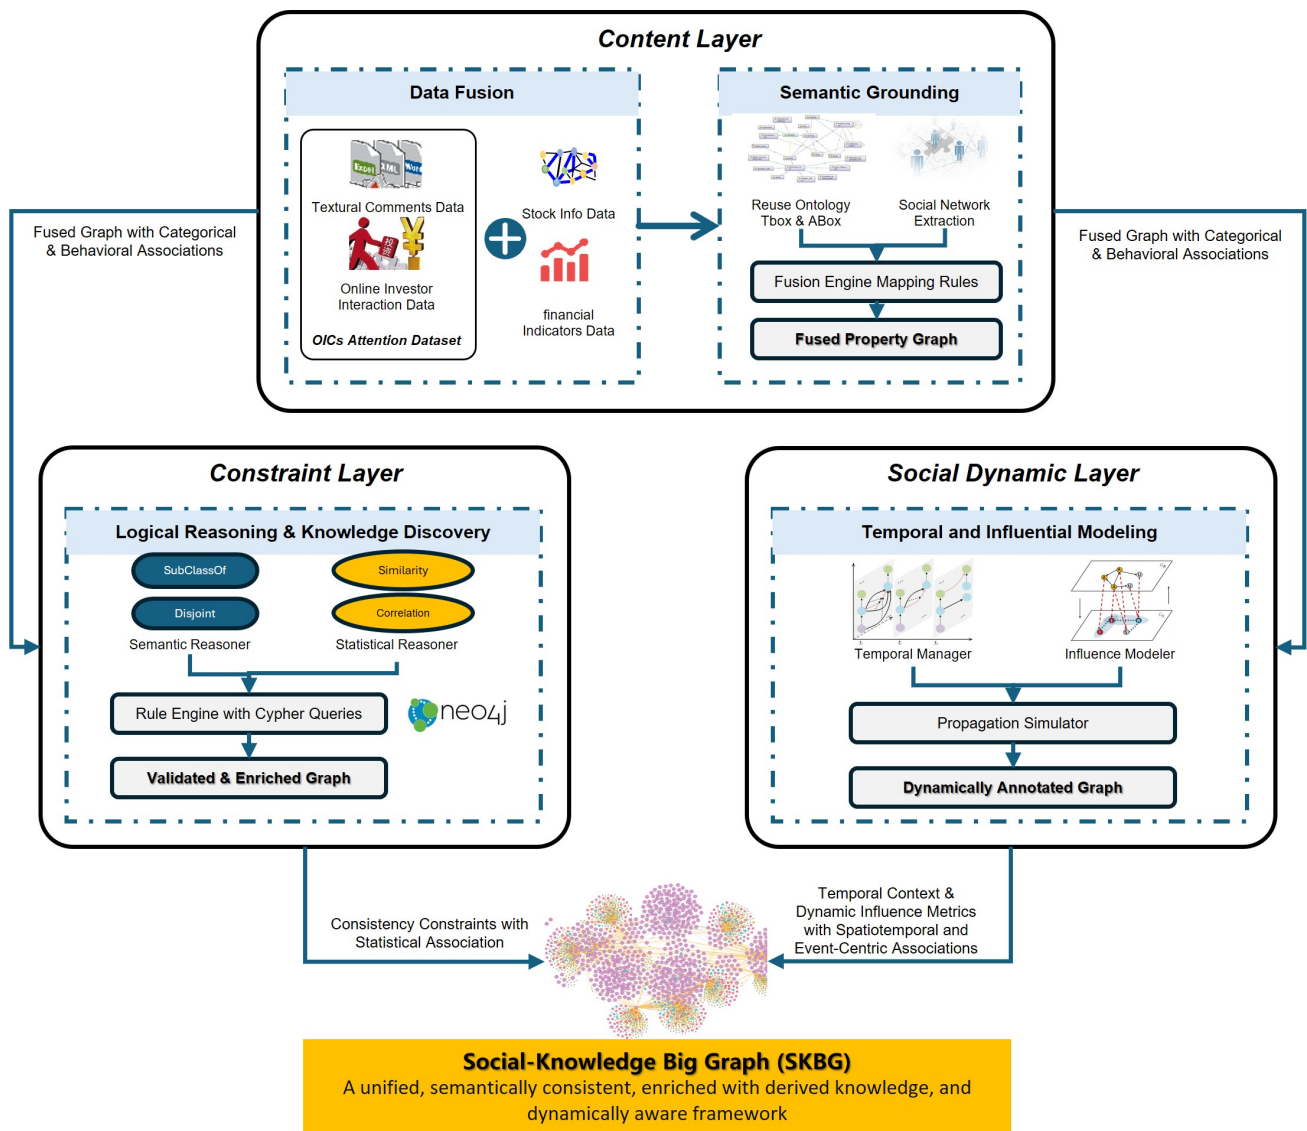 Content Layer
Data Fusion
Textural Comments Data
Online Investor
Interaction Data
OICs Attention Dataset
Stock Info Data
financial
Indicators Data
Semantic Grounding
Reuse Ontology
Tbox & ABox
Social Network
Extraction
Fusion Engine Mapping Rules
Fused Property Graph
Fused Graph with Categorical
& Behavioral Associations
Fused Graph with Categorical
& Behavioral Associations
Constraint Layer
Logical Reasoning & Knowledge Discovery
SubClassOf
Disjoint
Semantic Reasoner
Similarity
Correlation
Statistical Reasoner
Rule Engine with Cypher Queries
neo4j
Validated & Enriched Graph
Social Dynamic Layer
Temporal and Influential Modeling
Temporal Manager
Influence Modeler
Propagation Simulator
Dynamically Annotated Graph
Consistency Constraints with
Statistical Association
Temporal Context &
Dynamic Influence Metrics
with Spatiotemporal and
Event-Centric Associations
Social-Knowledge Big Graph (SKBG)
A unified, semantically consistent, enriched with derived knowledge, and
dynamically aware framework